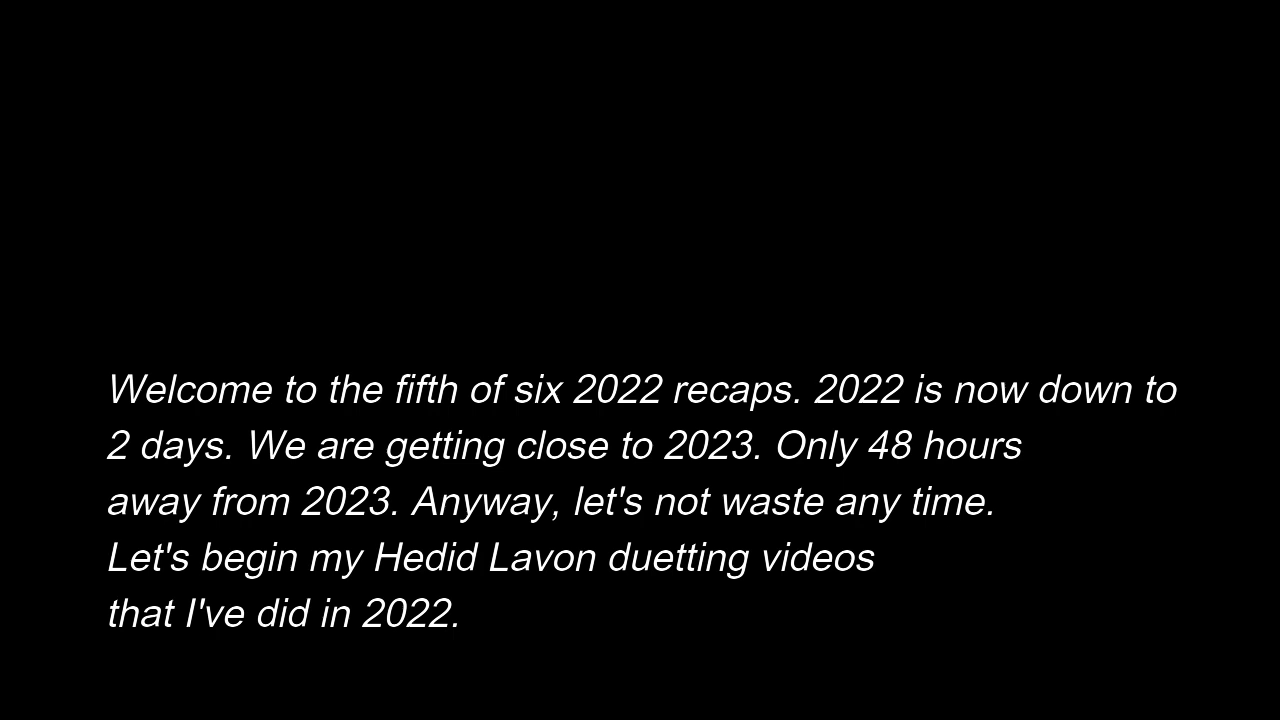 Welcome to the fifth of six 2022 recaps. 2022 is now down to
2 days. We are getting close to 2023. Only 48 hours
away from 2023. Anyway, let's not waste any time.
Let's begin my Hedid Lavon duetting videos
that I've did in 2022.